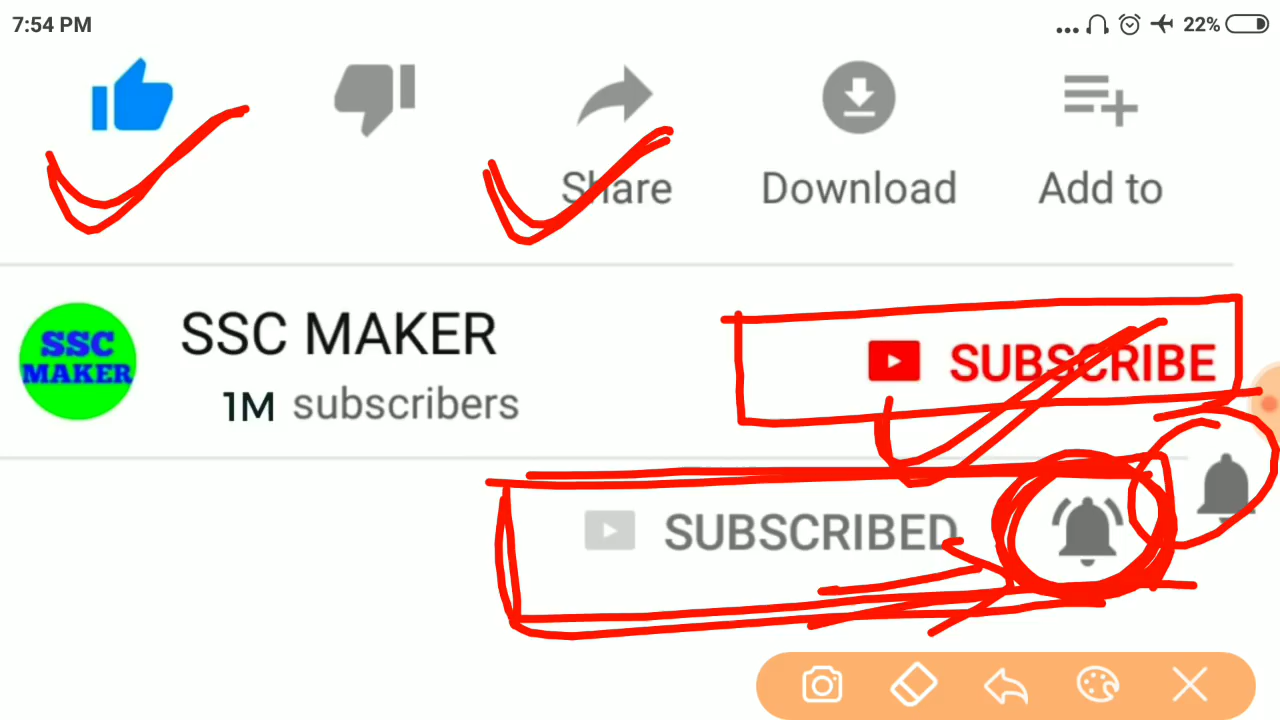 7:54 PM 22%
Share Download Add to
SSC MAKER
SSC MAKER
1M subscribers
SUBSCRIBE
SUBSCRIBED